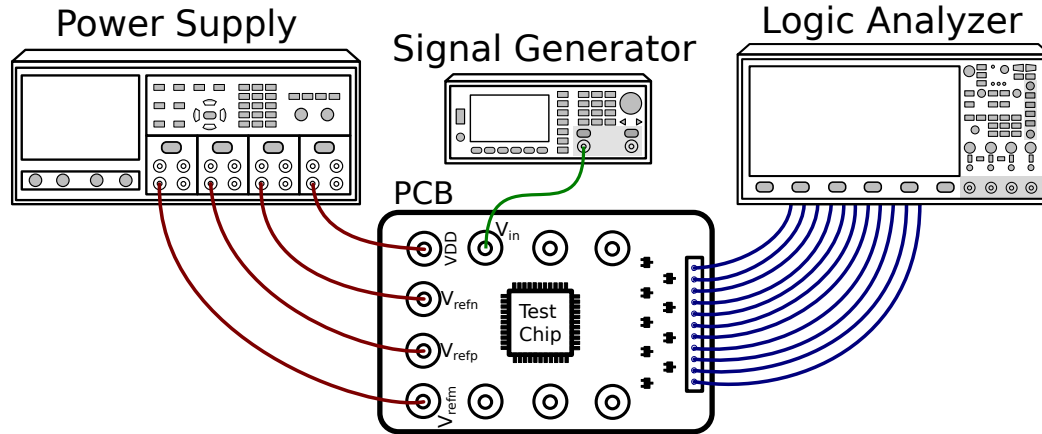 Power Supply
Signal Generator
Logic Analyzer
PCB
VDD
Vin
Vrefn
Vrefp
Vrefm
Test
Chip